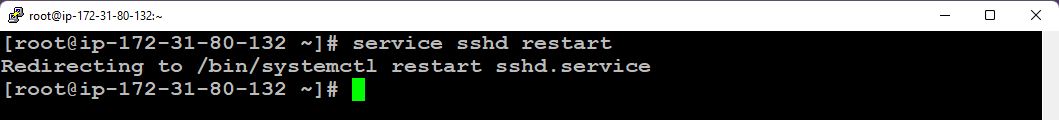 root@ip-172-31-80-132:~
[root@ip-172-31-80-132 ~]# service sshd restart
Redirecting to /bin/systemctl restart sshd.service
[root@ip-172-31-80-132 ~]#